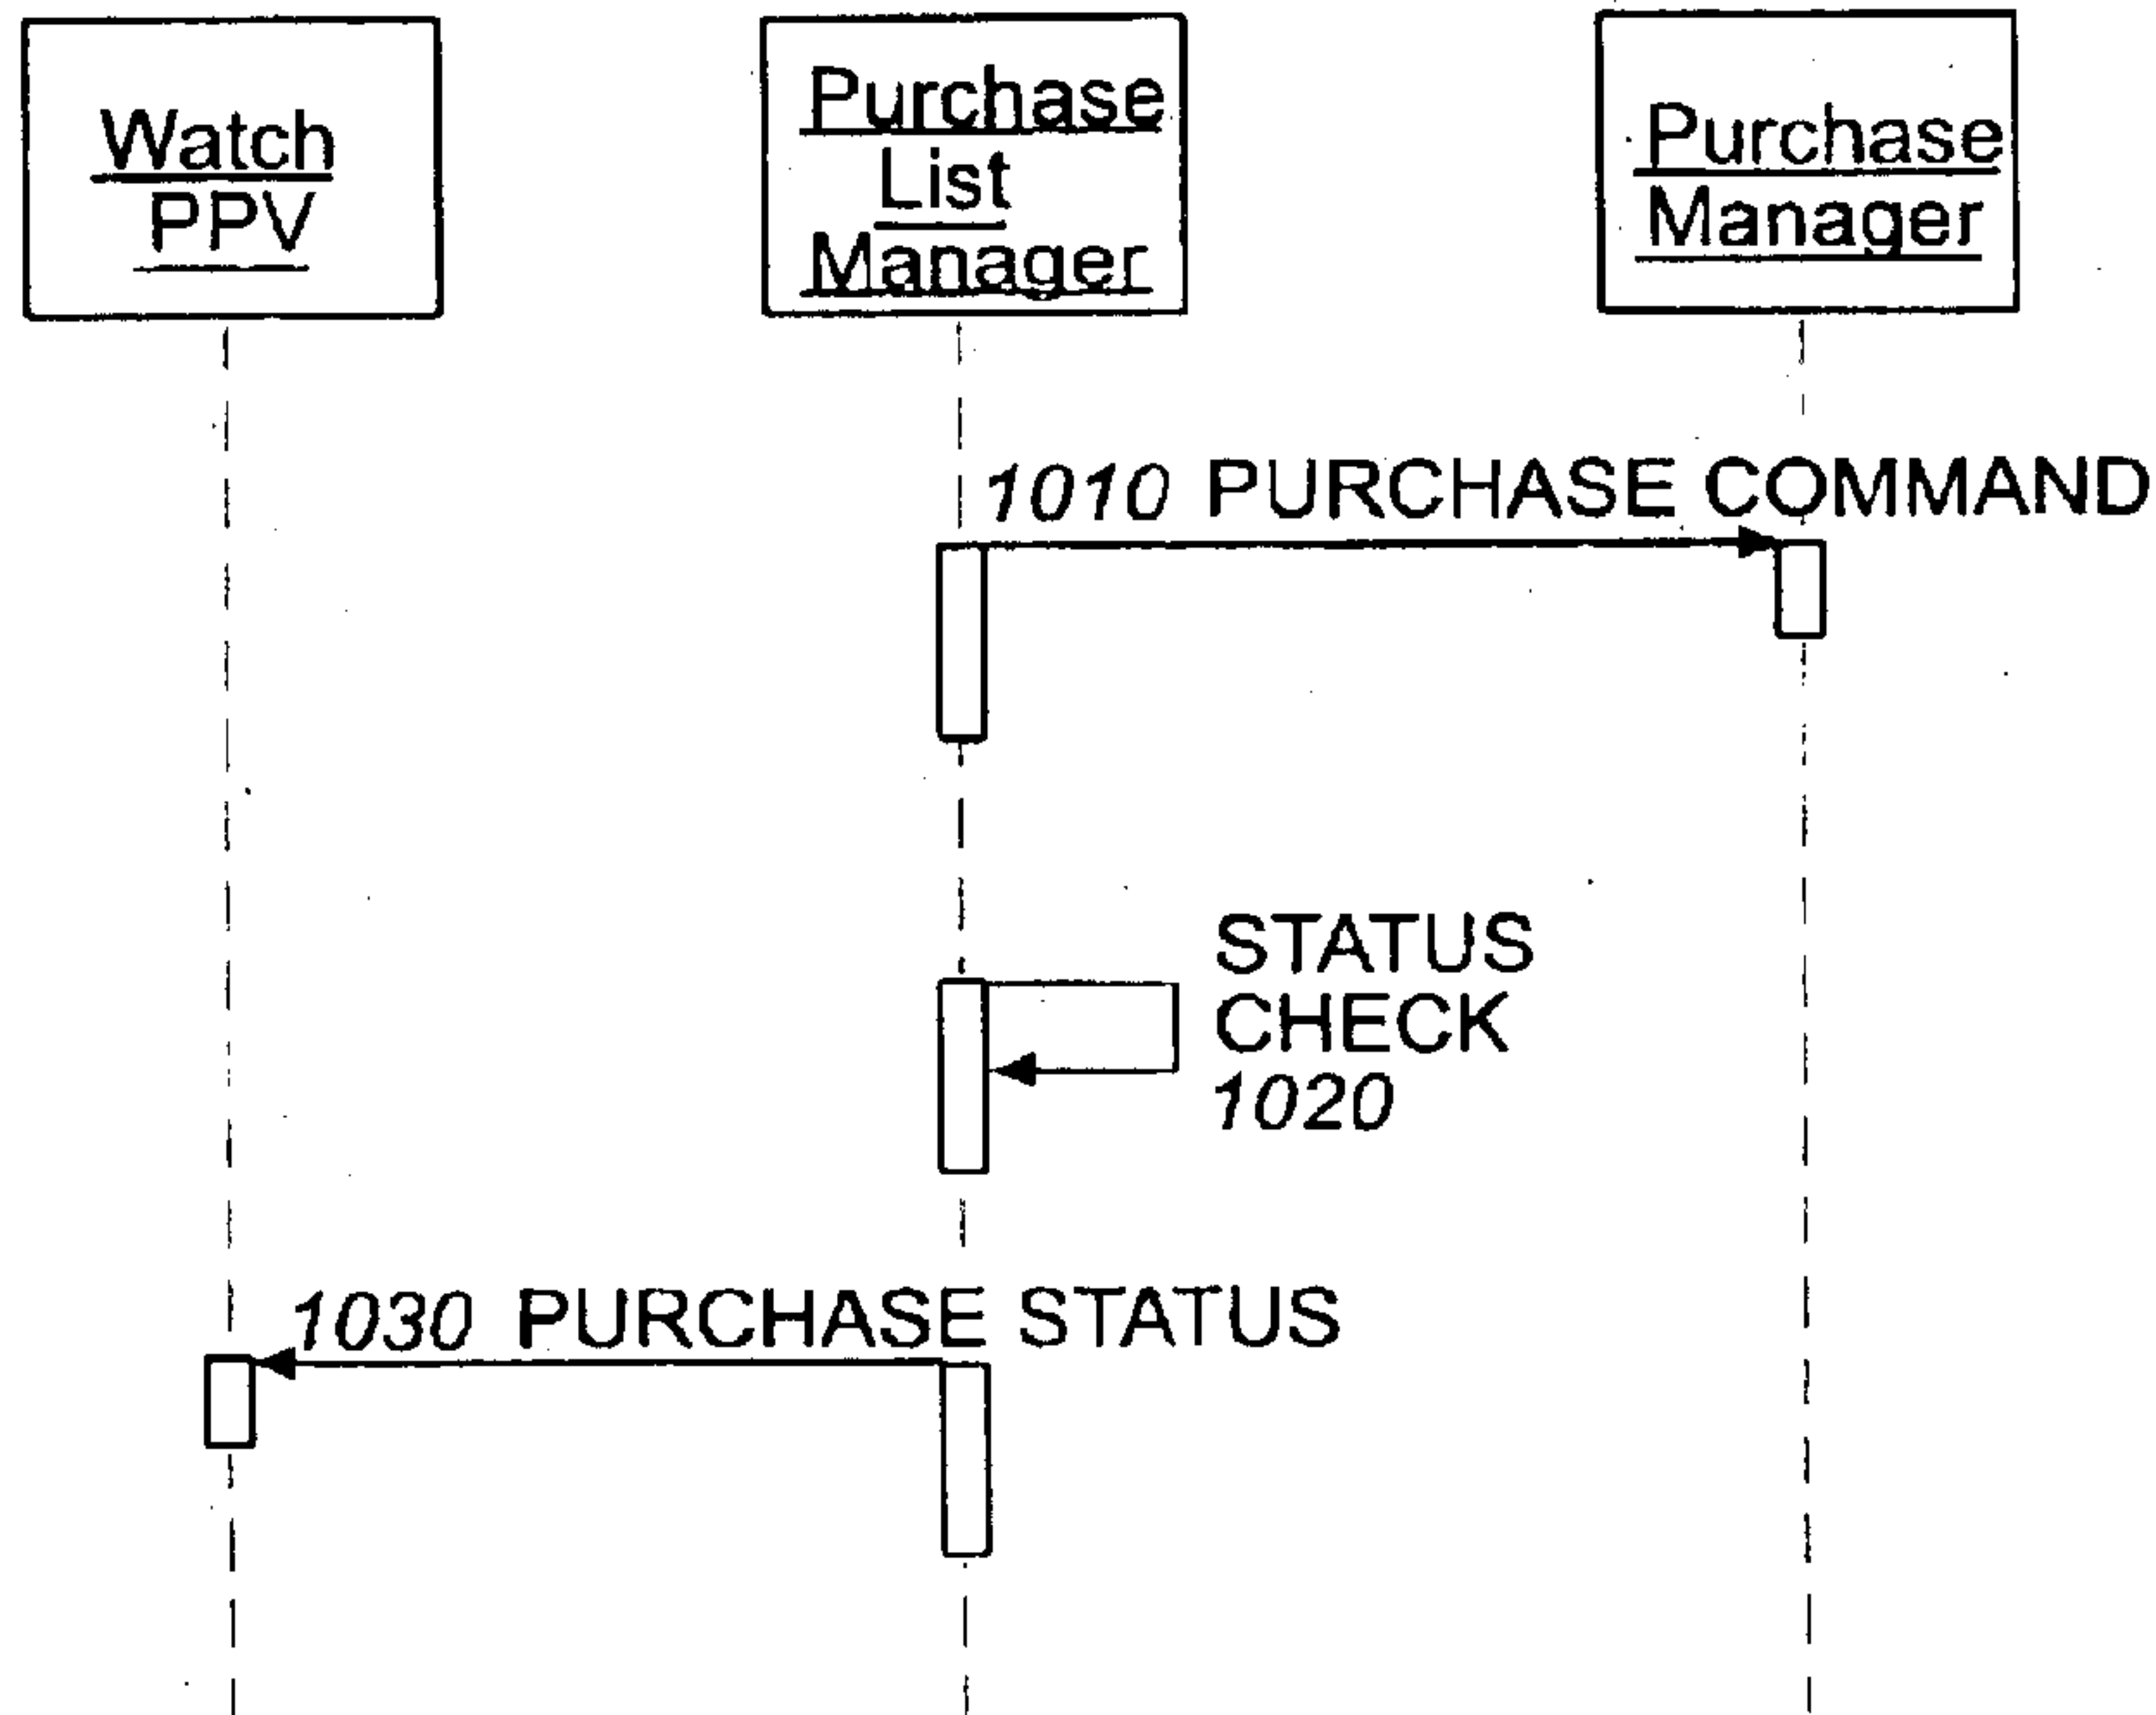 Watch
PPV
Purchase
List
Manager
Purchase
Manager
1010 PURCHASE COMMAND
STATUS
CHECK
1020
1030 PURCHASE STATUS